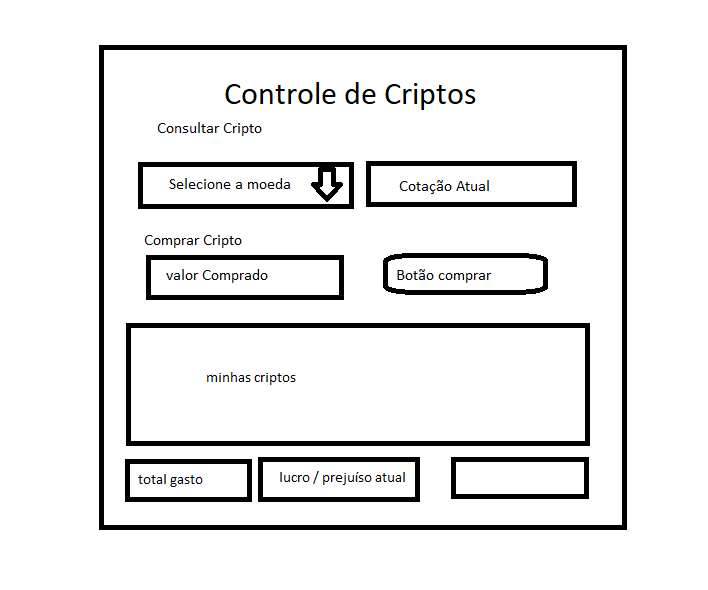 Controle de Criptos
Consultar Cripto
Selecione a moeda
Cotação Atual
Comprar Cripto
valor Comprado
Botão comprar
minhas criptos
total gasto
lucro / prejuíso atual